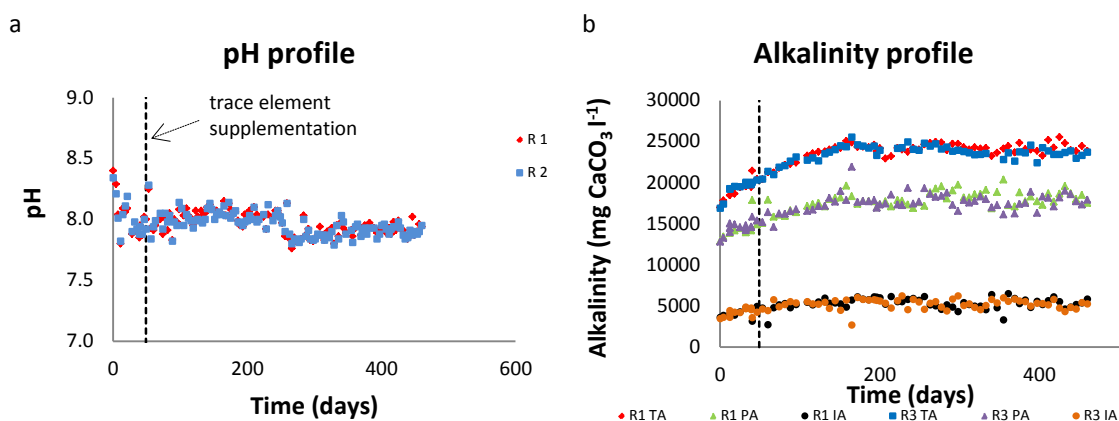 a
pH profile
9.0
8.5
8.0
7.5
7.0
pH
trace element
supplementation
R 1
R 2
0
200
400
600
Time (days)
b
Alkalinity profile
30000
25000
20000
15000
10000
5000
0
Alkalinity (mg CaCO3 l-1)
0
200
400
Time (days)
R1 TA
R1 PA
R1 IA
R3 TA
R3 PA
R3 IA